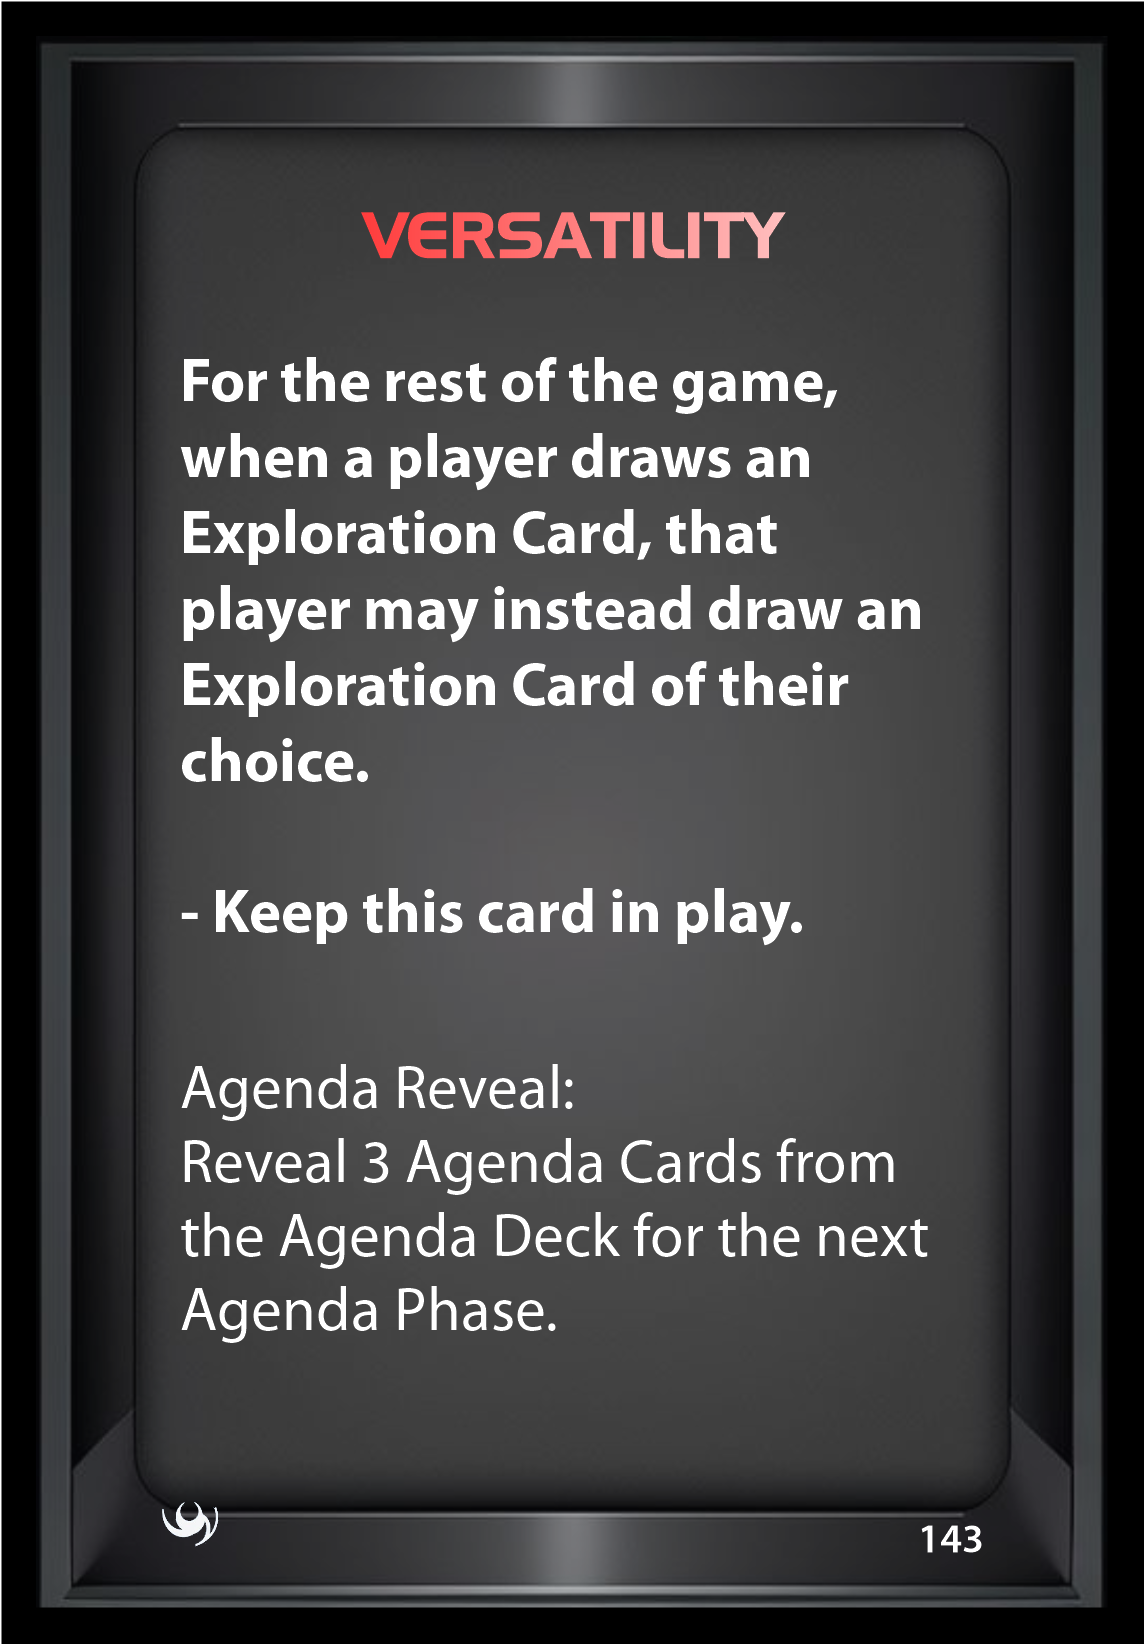 VERSATILITY
For the rest of the game,
when a player draws an
Exploration Card, that
player may instead draw an
Exploration Card of their
choice.
- Keep this card in play.
Agenda Reveal:
Reveal 3 Agenda Cards from
the Agenda Deck for the next
Agenda Phase.
143